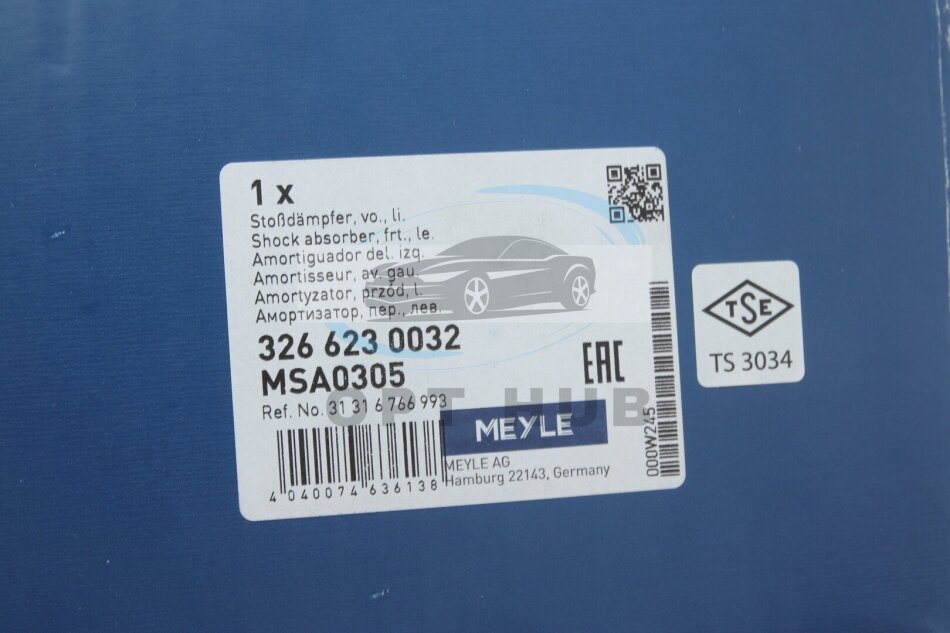 1 x
Stoßdämpfer, vo., li.
Shock absorber, frt., le.
Amortiguador del. izq.
Amortisseur, av. gau.
Amortyzator, przód, l.
Амортизатор, пер., лев.
326 623 0032
MSA0305
Ref. No. 31 31 6 766 993
OPT HUB
EAC
MEYLE
MEYLE AG
Hamburg 22143, Germany
4 040074 636138
000W245
TSE
TS 3034